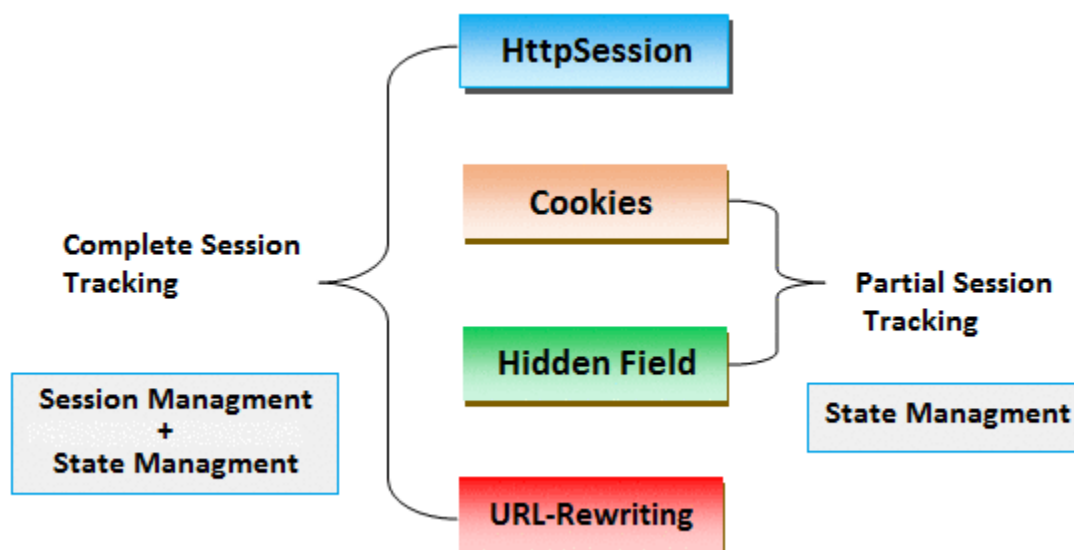 HttpSession
Cookies
Complete Session
Tracking
Partial Session
Tracking
Hidden Field
Session Managment
+
State Managment
State Managment
URL-Rewriting